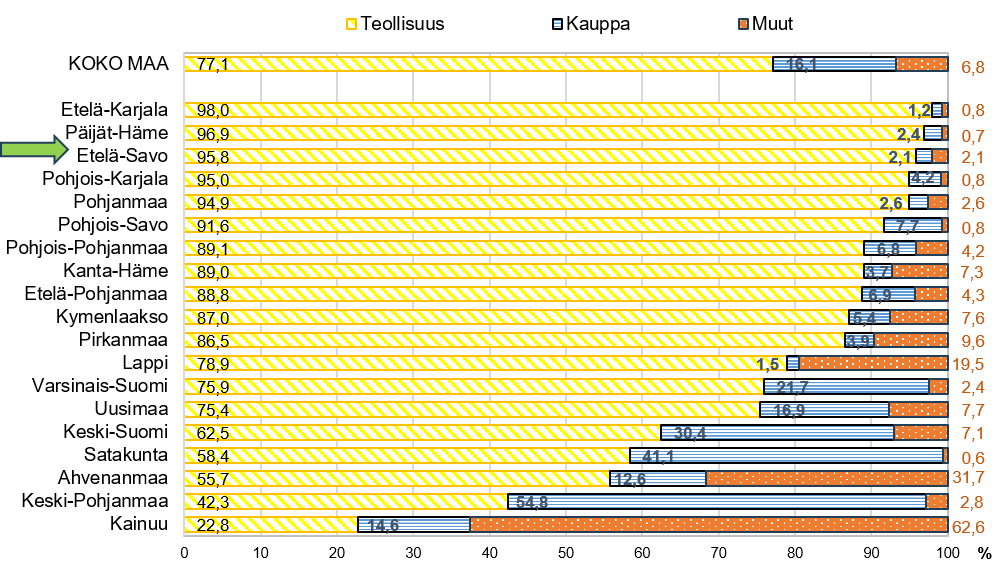 Teollisuus Kauppa Muut
KOKO MAA 77,1 16,1 6,8
Etelä-Karjala 98,0 1,2 0,8
Päijät-Häme 96,9 2,4 0,7
Etelä-Savo 95,8 2,1 2,1
Pohjois-Karjala 95,0 4,2 0,8
Pohjanmaa 94,9 2,6 2,6
Pohjois-Savo 91,6 7,7 0,8
Pohjois-Pohjanmaa 89,1 6,8 4,2
Kanta-Häme 89,0 3,7 7,3
Etelä-Pohjanmaa 88,8 6,9 4,3
Kymenlaakso 87,0 5,4 7,6
Pirkanmaa 86,5 3,9 9,6
Lappi 78,9 1,5 19,5
Varsinais-Suomi 75,9 21,7 2,4
Uusimaa 75,4 16,9 7,7
Keski-Suomi 62,5 30,4 7,1
Satakunta 58,4 41,1 0,6
Ahvenanmaa 55,7 12,6 31,7
Keski-Pohjanmaa 42,3 54,8 2,8
Kainuu 22,8 14,6 62,6
0 10 20 30 40 50 60 70 80 90 100 %